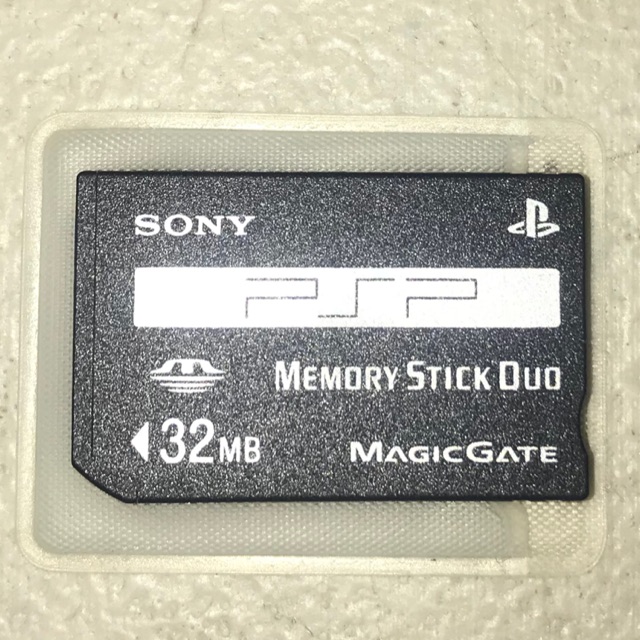 SONY
PSP
MEMORY STICK DUO
32MB
MAGICGATE